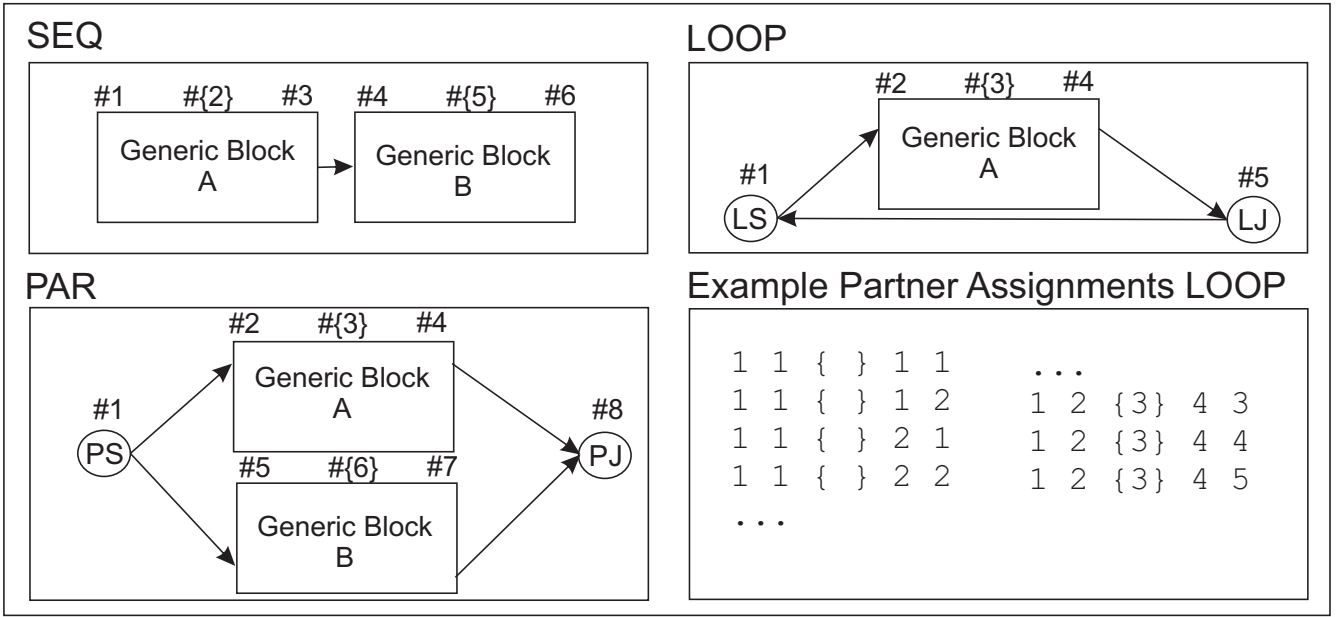 SEQ
#1 #{2} #3 #4 #{5} #6
Generic Block
A
Generic Block
B
LOOP
#2 #{3} #4
Generic Block
A
#1
#5
LS
LJ
PAR
#2 #{3} #4
Generic Block
A
#1
#8
PS
PJ
#5 #{6} #7
Generic Block
B
Example Partner Assignments LOOP
1 1 { } 1 1
1 1 { } 1 2
1 1 { } 2 1
1 1 { } 2 2
...
...
1 2 {3} 4 3
1 2 {3} 4 4
1 2 {3} 4 5